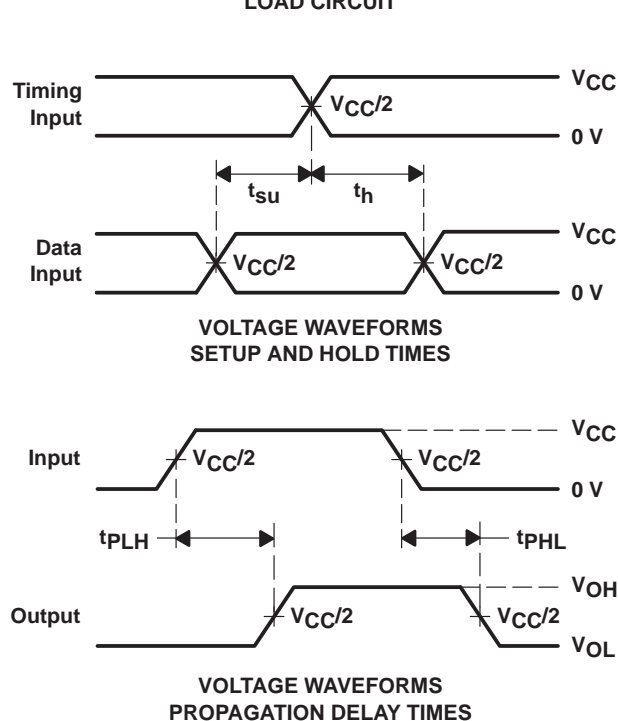 LOAD CIRCUIT
Timing
Input
VCC/2
VCC
0 V
tsu
th
Data
Input
VCC/2
VCC/2
VCC
0 V
VOLTAGE WAVEFORMS
SETUP AND HOLD TIMES
Input
VCC/2
VCC/2
VCC
0 V
tPLH
tPHL
Output
VCC/2
VCC/2
VOH
VOL
VOLTAGE WAVEFORMS
PROPAGATION DELAY TIMES